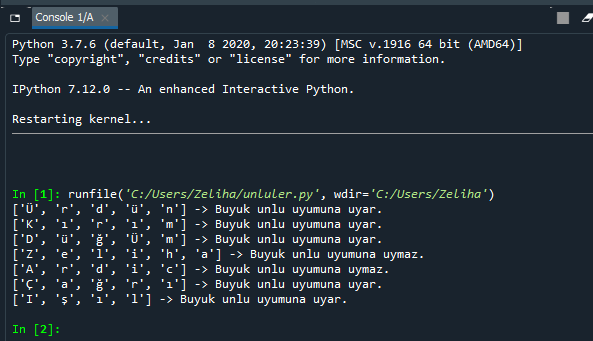 Console 1/A
Python 3.7.6 (default, Jan  8 2020, 20:23:39) [MSC v.1916 64 bit (AMD64)]
Type "copyright", "credits" or "license" for more information.
IPython 7.12.0 -- An enhanced Interactive Python.
Restarting kernel...
In [1]: runfile('C:/Users/Zeliha/unluler.py', wdir='C:/Users/Zeliha')
['Ü', 'r', 'd', 'ü', 'n'] -> Buyuk unlu uyumuna uyar.
['K', 'ı', 'r', 'ı', 'm'] -> Buyuk unlu uyumuna uyar.
['D', 'ü', 'ğ', 'Ü', 'm'] -> Buyuk unlu uyumuna uyar.
['Z', 'e', 'l', 'i', 'h', 'a'] -> Buyuk unlu uyumuna uymaz.
['A', 'r', 'd', 'i', 'c'] -> Buyuk unlu uyumuna uymaz.
['Ç', 'a', 'ğ', 'r', 'ı'] -> Buyuk unlu uyumuna uyar.
['I', 'ş', 'ı', 'l'] -> Buyuk unlu uyumuna uyar.
In [2]: